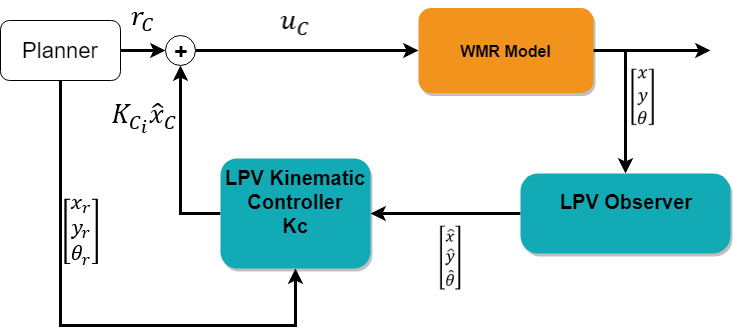 r_C
u_C
Planner
+
WMR Model
[x
y
θ]
K_{C_i} x̂_C
LPV Kinematic
Controller
Kc
LPV Observer
[x_r
y_r
θ_r]
[x̂
ŷ
θ̂]